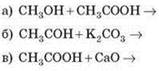 а) CH₃OH + CH₃COOH →
б) CH₃COH + K₂CO₃ →
в) CH₃COOH + CaO →